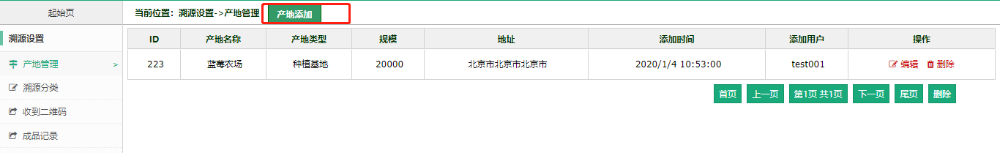 起始页
当前位置：溯源设置->产地管理 产地添加
溯源设置
产地管理 >
溯源分类
收到二维码
成品记录
ID 产地名称 产地类型 规模 地址 添加时间 添加用户 操作
223 蓝莓农场 种植基地 20000 北京市北京市北京市 2020/1/4 10:53:00 test001 编辑 删除
首页 上一页 第1页 共1页 下一页 尾页 删除